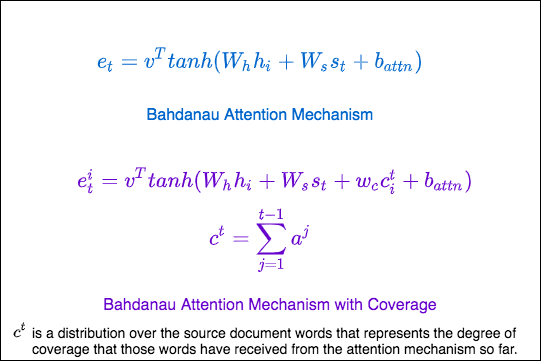 e_t = v^T tanh(W_h h_i + W_s s_t + b_{attn})
Bahdanau Attention Mechanism
e_t^i = v^T tanh(W_h h_i + W_s s_t + w_c c_i^t + b_{attn})
c^t = \sum_{j=1}^{t-1} a^j
Bahdanau Attention Mechanism with Coverage
c^t is a distribution over the source document words that represents the degree of
coverage that those words have received from the attention mechanism so far.